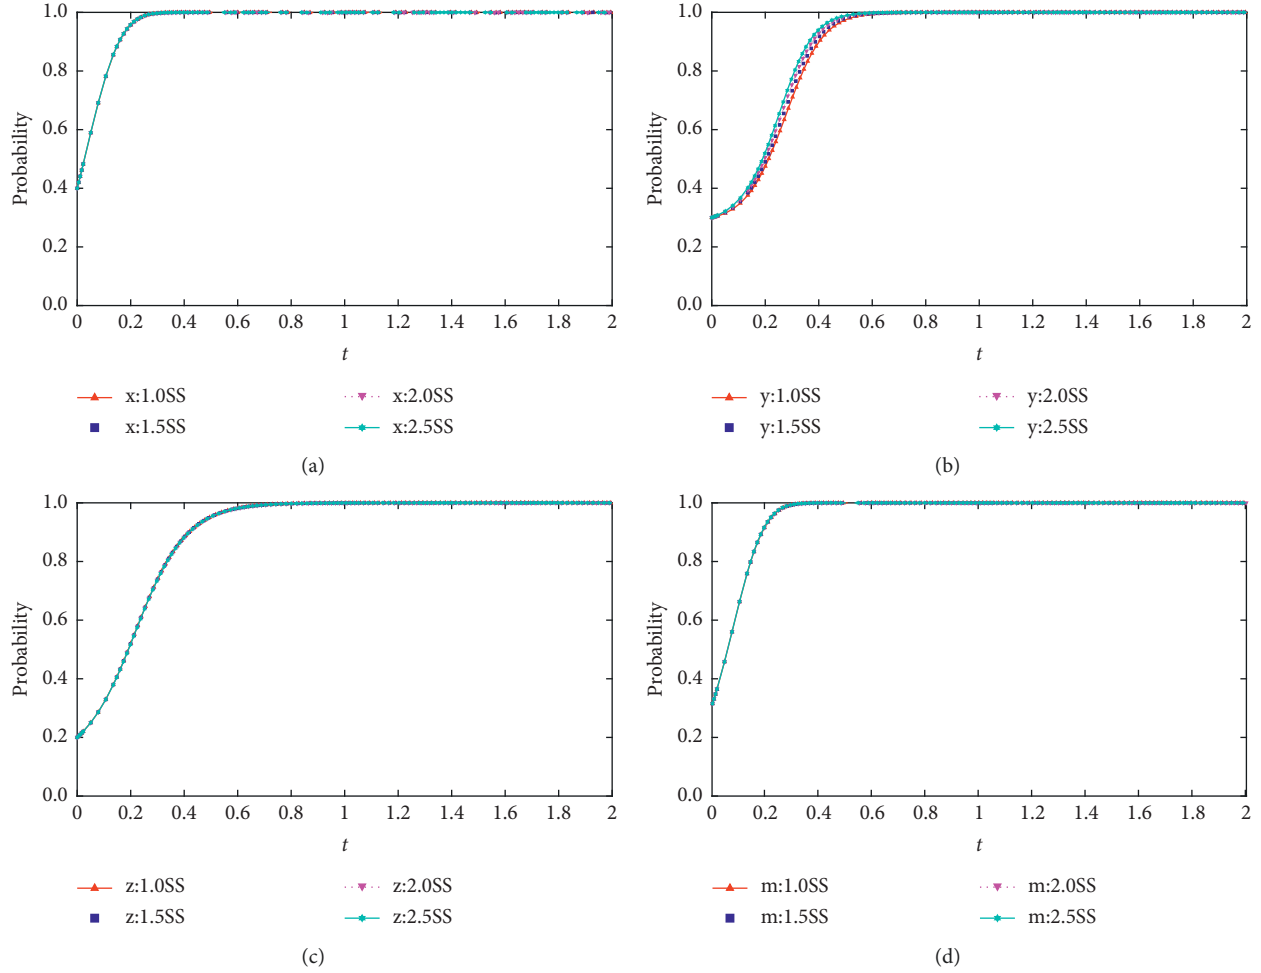 1.0
0.8
0.6
0.4
0.2
0.0
Probability
0 0.2 0.4 0.6 0.8 1 1.2 1.4 1.6 1.8 2
t
x:1.0SS x:2.0SS
x:1.5SS x:2.5SS
(a)
1.0
0.8
0.6
0.4
0.2
0.0
Probability
0 0.2 0.4 0.6 0.8 1 1.2 1.4 1.6 1.8 2
t
y:1.0SS y:2.0SS
y:1.5SS y:2.5SS
(b)
1.0
0.8
0.6
0.4
0.2
0.0
Probability
0 0.2 0.4 0.6 0.8 1 1.2 1.4 1.6 1.8 2
t
z:1.0SS z:2.0SS
z:1.5SS z:2.5SS
(c)
1.0
0.8
0.6
0.4
0.2
0.0
Probability
0 0.2 0.4 0.6 0.8 1 1.2 1.4 1.6 1.8 2
t
m:1.0SS m:2.0SS
m:1.5SS m:2.5SS
(d)